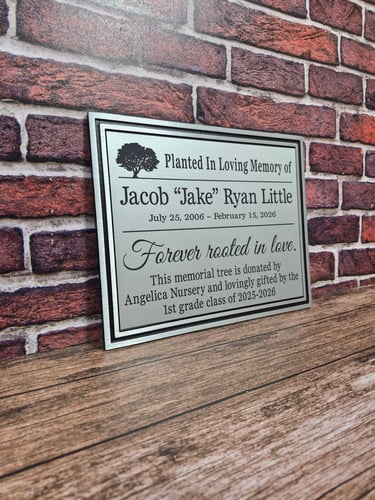 Planted In Loving Memory of
Jacob “Jake” Ryan Little
July 25, 2006 – February 15, 2026
Forever rooted in love.
This memorial tree is donated by
Angelica Nursery and lovingly gifted by the
1st grade class of 2025-2026